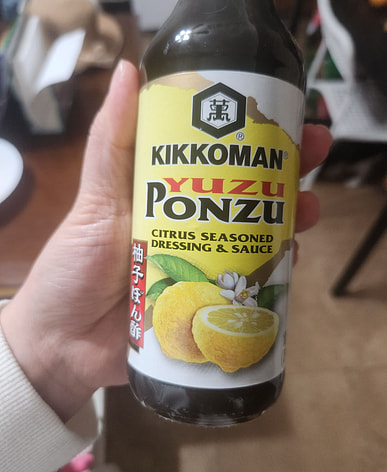 萬
KIKKOMAN®
YUZU
PONZU
CITRUS SEASONED
DRESSING & SAUCE
柚子ぽん酢